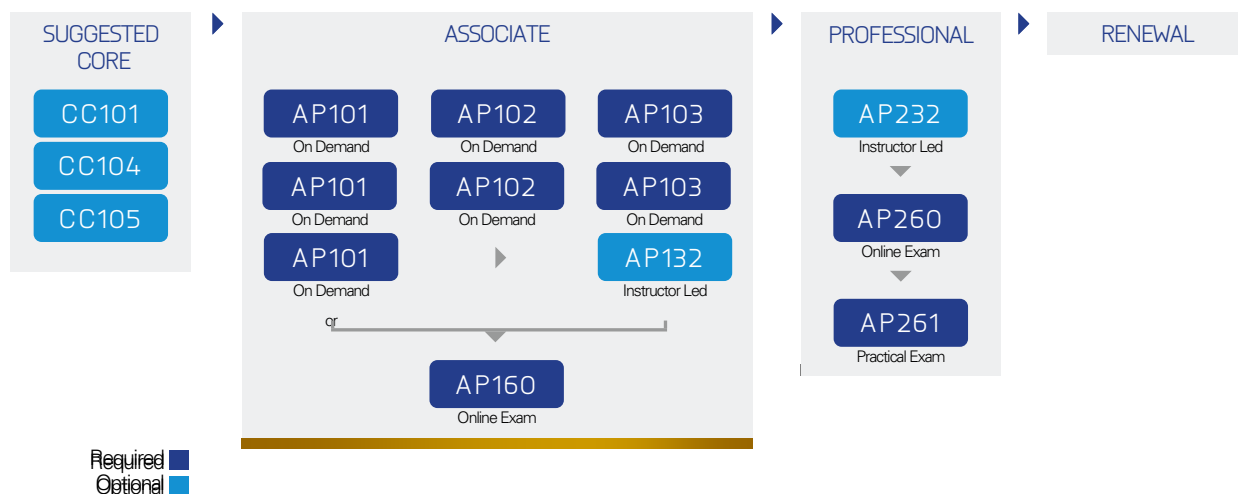 SUGGESTED
CORE
CC101
CC104
CC105
ASSOCIATE
AP101 AP102 AP103
On Demand On Demand On Demand
AP101 AP102 AP103
On Demand On Demand On Demand
AP101 AP132
On Demand Instructor Led
or
AP160
Online Exam
PROFESSIONAL
AP232
Instructor Led
AP260
Online Exam
AP261
Practical Exam
RENEWAL
Required
Optional